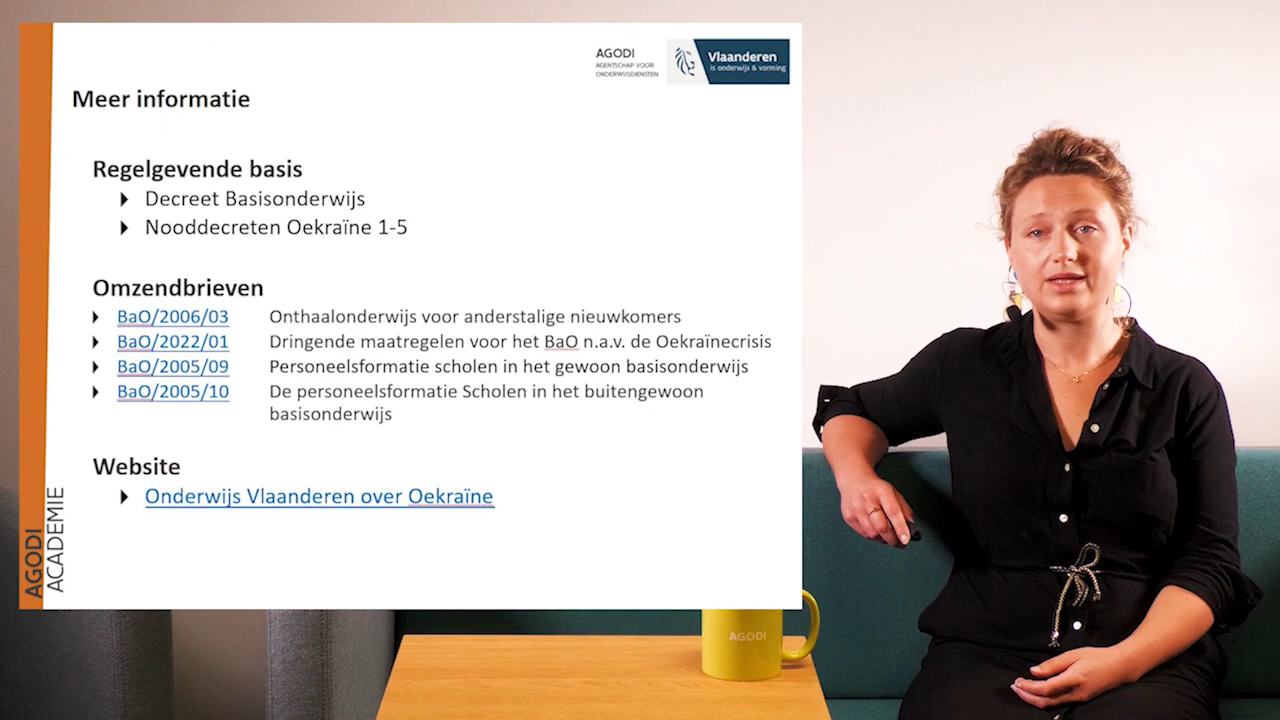 AGODI
AGENTSCHAP VOOR
ONDERWIJSDIENSTEN
Vlaanderen
is onderwijs & vorming
Meer informatie
Regelgevende basis
Decreet Basisonderwijs
Nooddecreten Oekraïne 1-5
Omzendbrieven
BaO/2006/03 Onthaalonderwijs voor anderstalige nieuwkomers
BaO/2022/01 Dringende maatregelen voor het BaO n.a.v. de Oekraïnecrisis
BaO/2005/09 Personeelsformatie scholen in het gewoon basisonderwijs
BaO/2005/10 De personeelsformatie Scholen in het buitengewoon
basisonderwijs
Website
Onderwijs Vlaanderen over Oekraïne
AGODI
ACADEMIE
AGODI